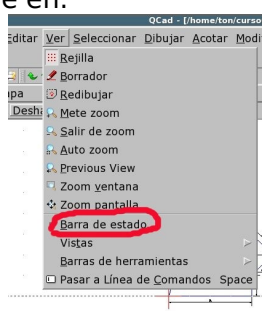 e en:
QCad - [/home/ton/curso
Editar Ver Seleccionar Dibujar Acotar Modi
apa
Desha
Rejilla
Borrador
Redibujar
Mete zoom
Salir de zoom
Auto zoom
Previous View
Zoom ventana
Zoom pantalla
Barra de estado
Vistas
Barras de herramientas
Pasar a Línea de Comandos Space